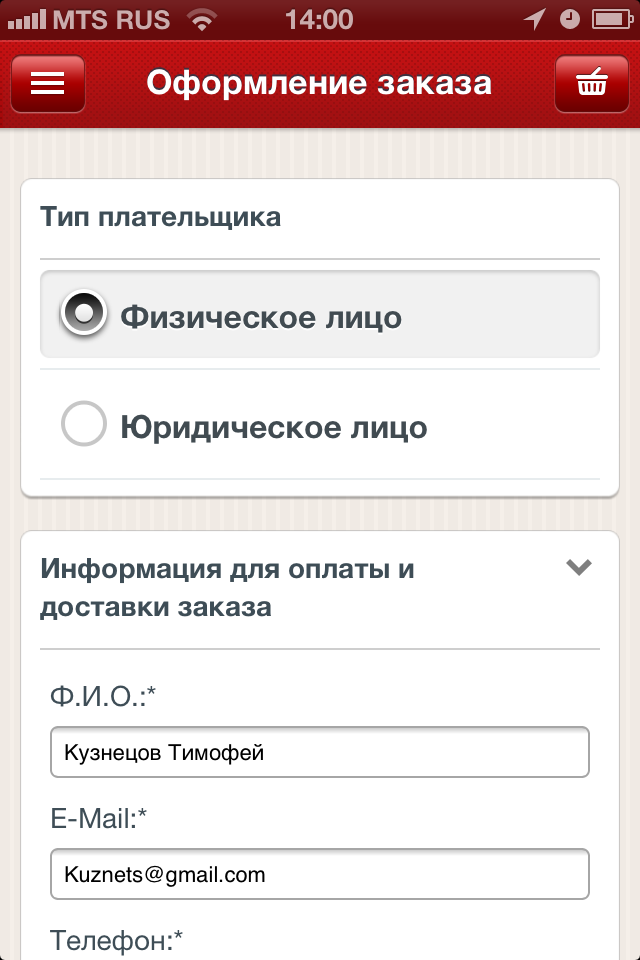 MTS RUS 14:00
Оформление заказа
Тип плательщика
Физическое лицо
Юридическое лицо
Информация для оплаты и
доставки заказа
Ф.И.О.:*
Кузнецов Тимофей
E-Mail:*
Kuznets@gmail.com
Телефон:*